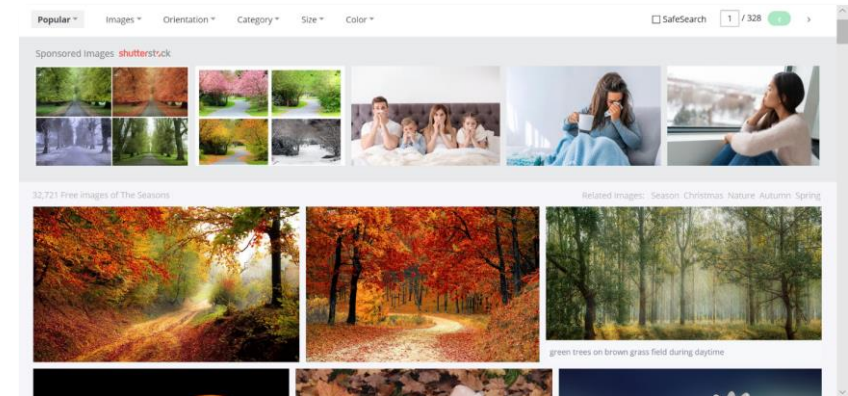 Popular Images Orientation Category Size Color SafeSearch 1 / 328
Sponsored Images shutterstock
32,721 Free images of The Seasons Related Images: Season Christmas Nature Autumn Spring
green trees on brown grass field during daytime